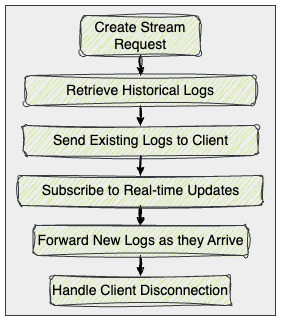 Create Stream
Request
Retrieve Historical Logs
Send Existing Logs to Client
Subscribe to Real-time Updates
Forward New Logs as they Arrive
Handle Client Disconnection